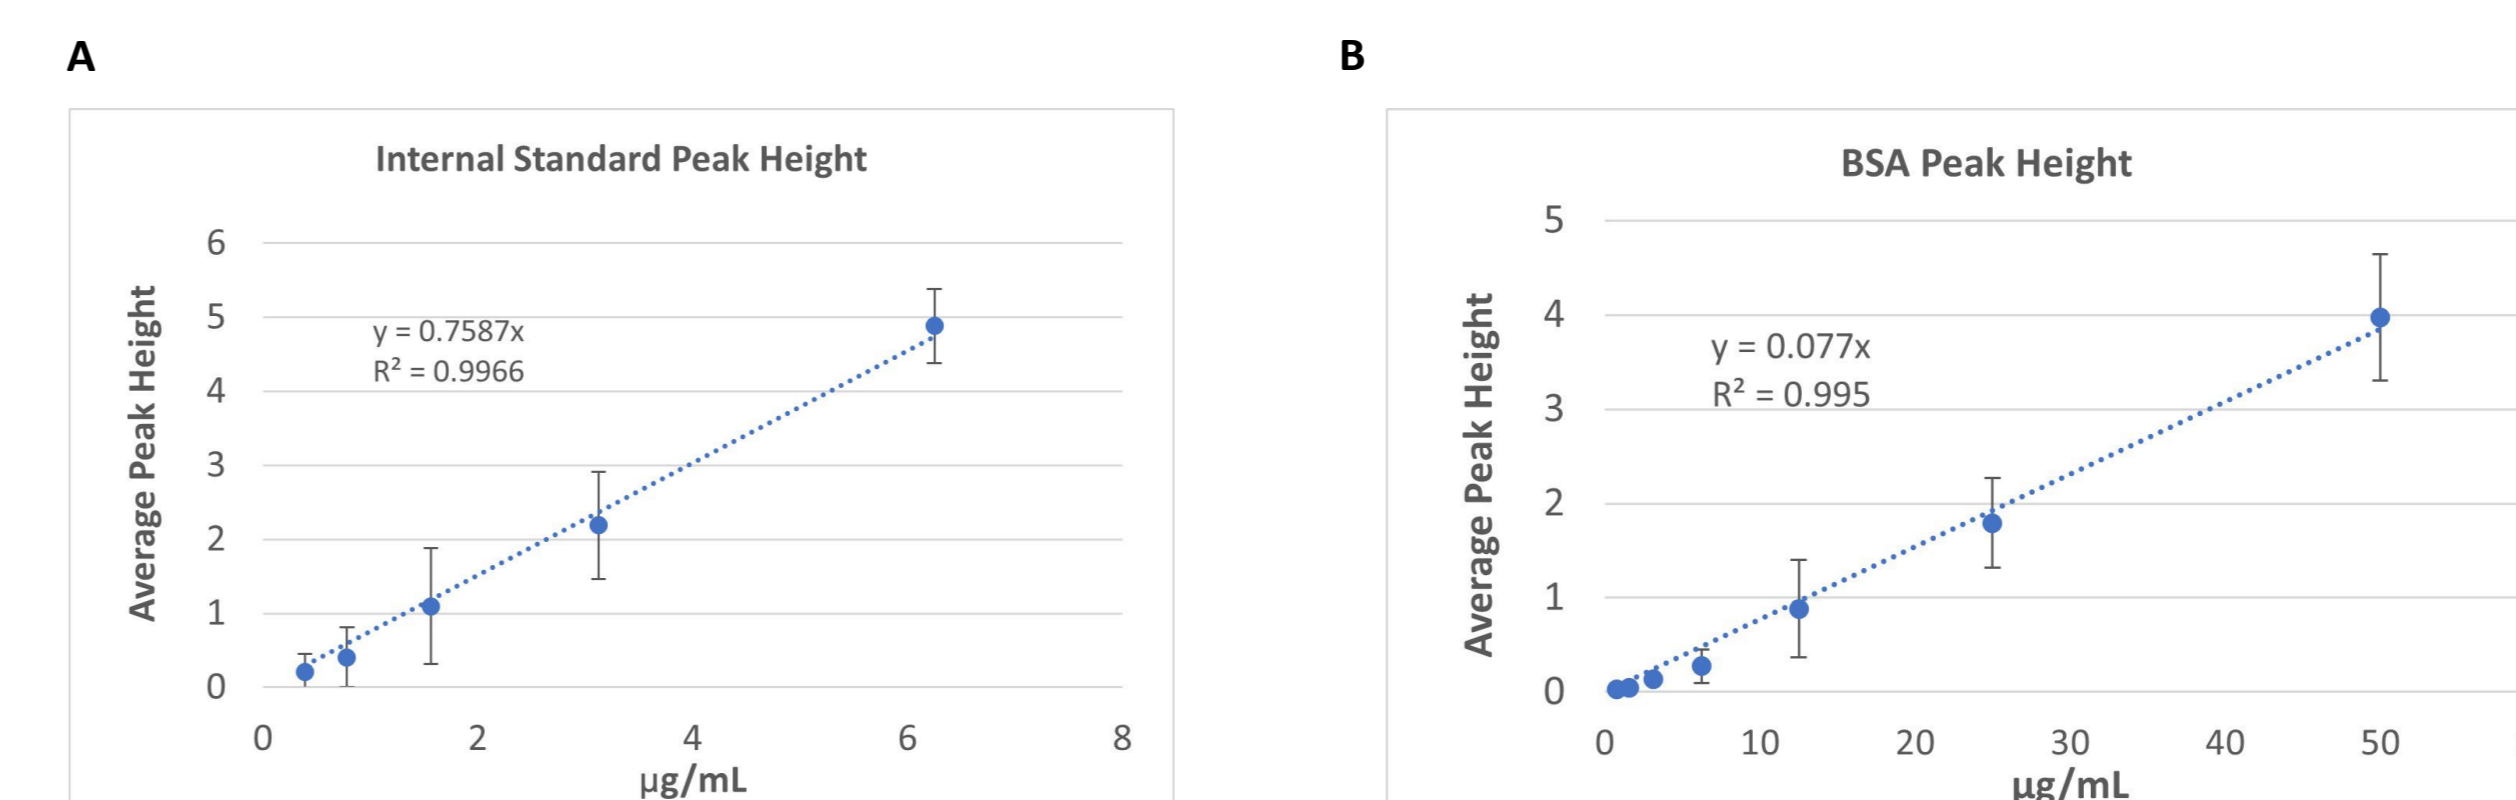 A
Internal Standard Peak Height
Average Peak Height
6
5
4
3
2
1
0
y = 0.7587x
R² = 0.9966
0 2 4 6 8
µg/mL
B
BSA Peak Height
Average Peak Height
5
4
3
2
1
0
y = 0.077x
R² = 0.995
0 10 20 30 40 50
µg/mL